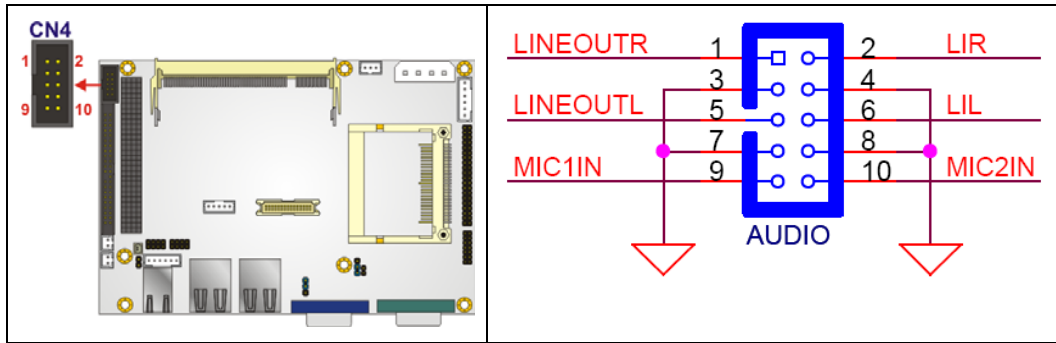 CN4
1 2
9 10
LINEOUTR 1 2 LIR
3 4
LINEOUTL 5 6 LIL
7 8
MIC1IN 9 10 MIC2IN
AUDIO